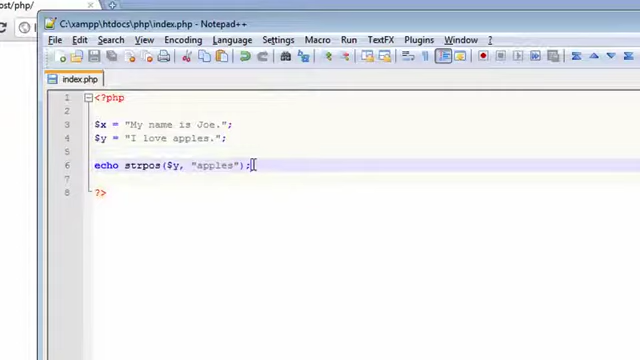 ost/php/
C:\xampp\htdocs\php\index.php - Notepad++
File Edit Search View Encoding Language Settings Macro Run TextFX Plugins Window ?
index.php
1 <?php
2
3 $x = "My name is Joe.";
4 $y = "I love apples.";
5
6 echo strpos($y, "apples");
7
8 ?>